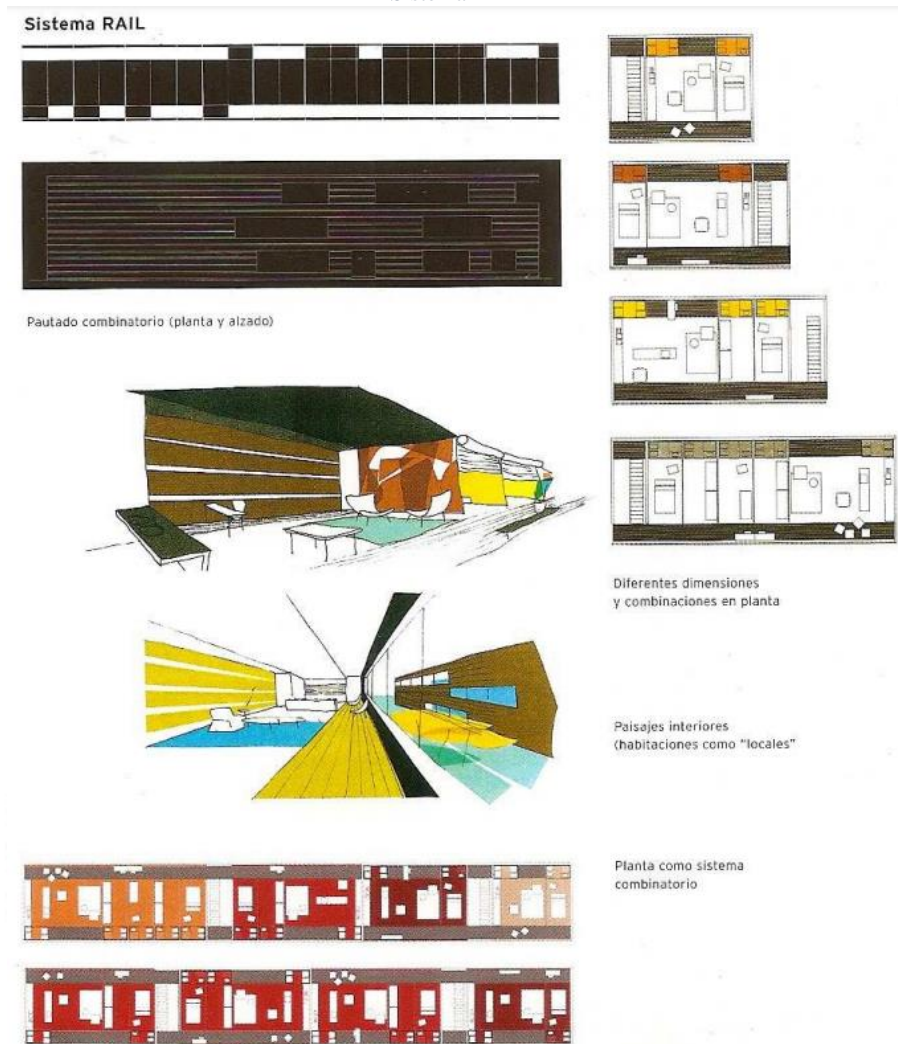 Sistema RAIL
Pautado combinatorio (planta y alzado)
Diferentes dimensiones
y combinaciones en planta
Paisajes interiores
(habitaciones como "locales"
Planta como sistema
combinatorio